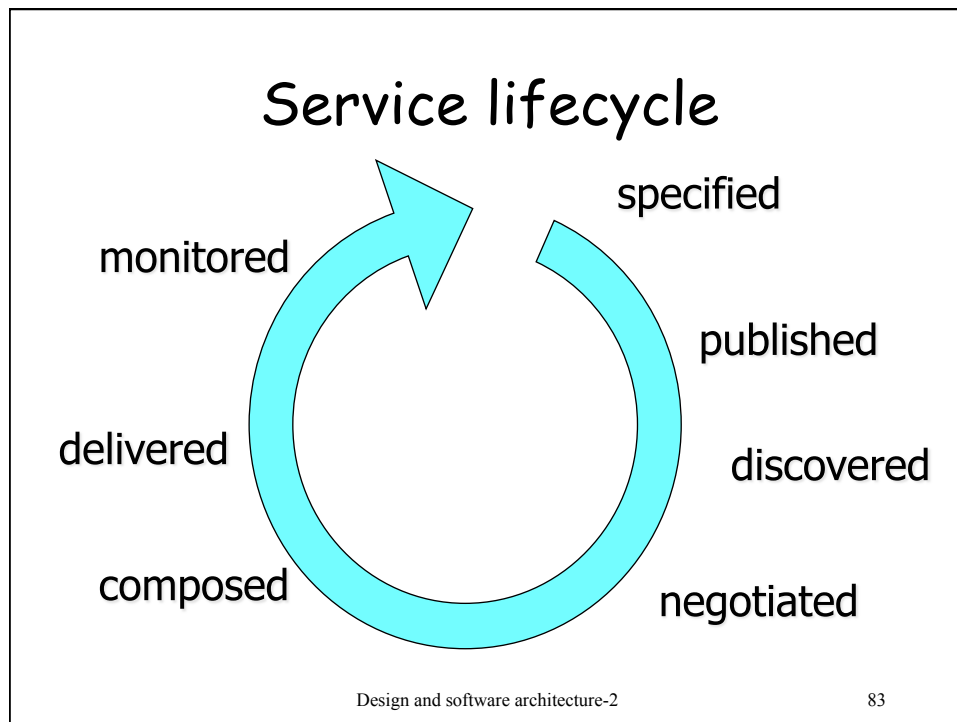 Service lifecycle
specified
published
discovered
negotiated
composed
delivered
monitored
Design and software architecture-2
83